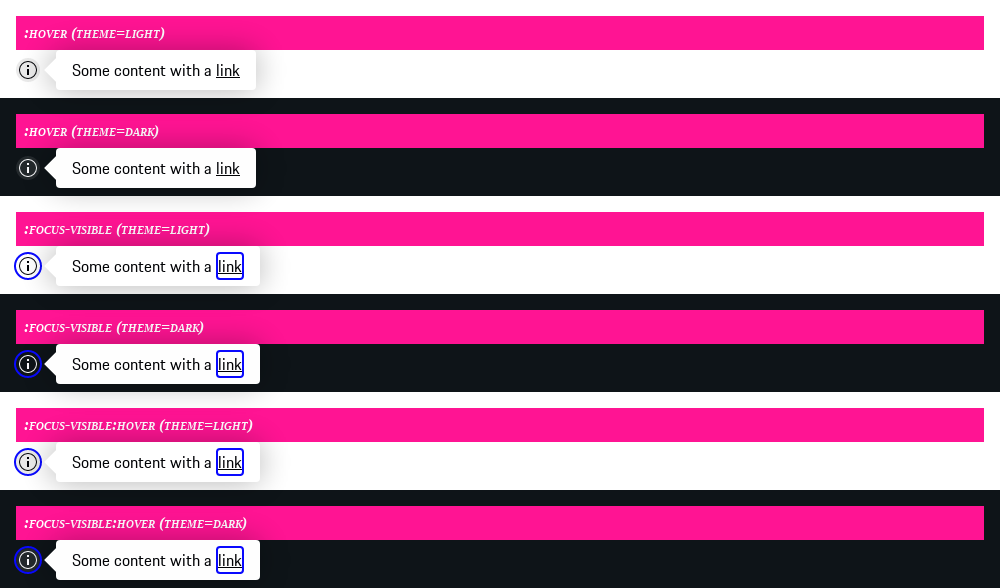 :HOVER (THEME=LIGHT)
Some content with a link
:HOVER (THEME=DARK)
Some content with a link
:FOCUS-VISIBLE (THEME=LIGHT)
Some content with a link
:FOCUS-VISIBLE (THEME=DARK)
Some content with a link
:FOCUS-VISIBLE:HOVER (THEME=LIGHT)
Some content with a link
:FOCUS-VISIBLE:HOVER (THEME=DARK)
Some content with a link